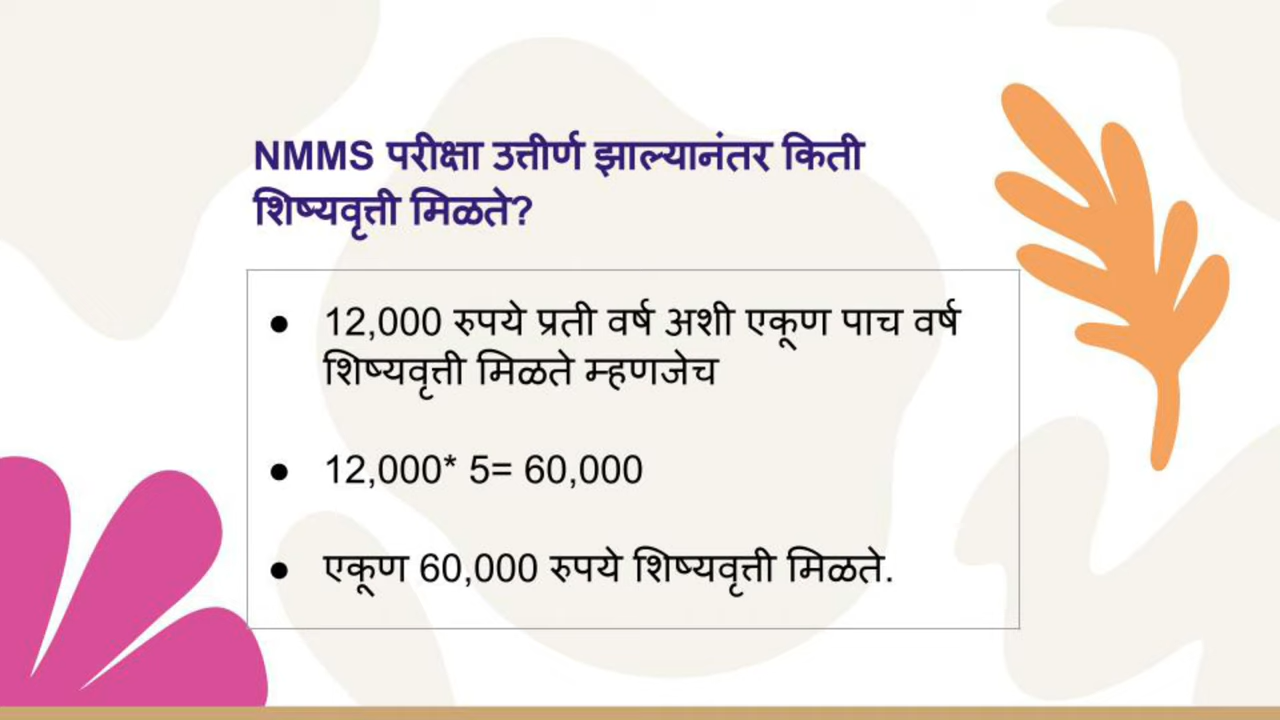 NMMS परीक्षा उत्तीर्ण झाल्यानंतर किती
शिष्यवृत्ती मिळते?
● 12,000 रुपये प्रती वर्ष अशी एकूण पाच वर्ष
शिष्यवृत्ती मिळते म्हणजेच
● 12,000* 5= 60,000
● एकूण 60,000 रुपये शिष्यवृत्ती मिळते.